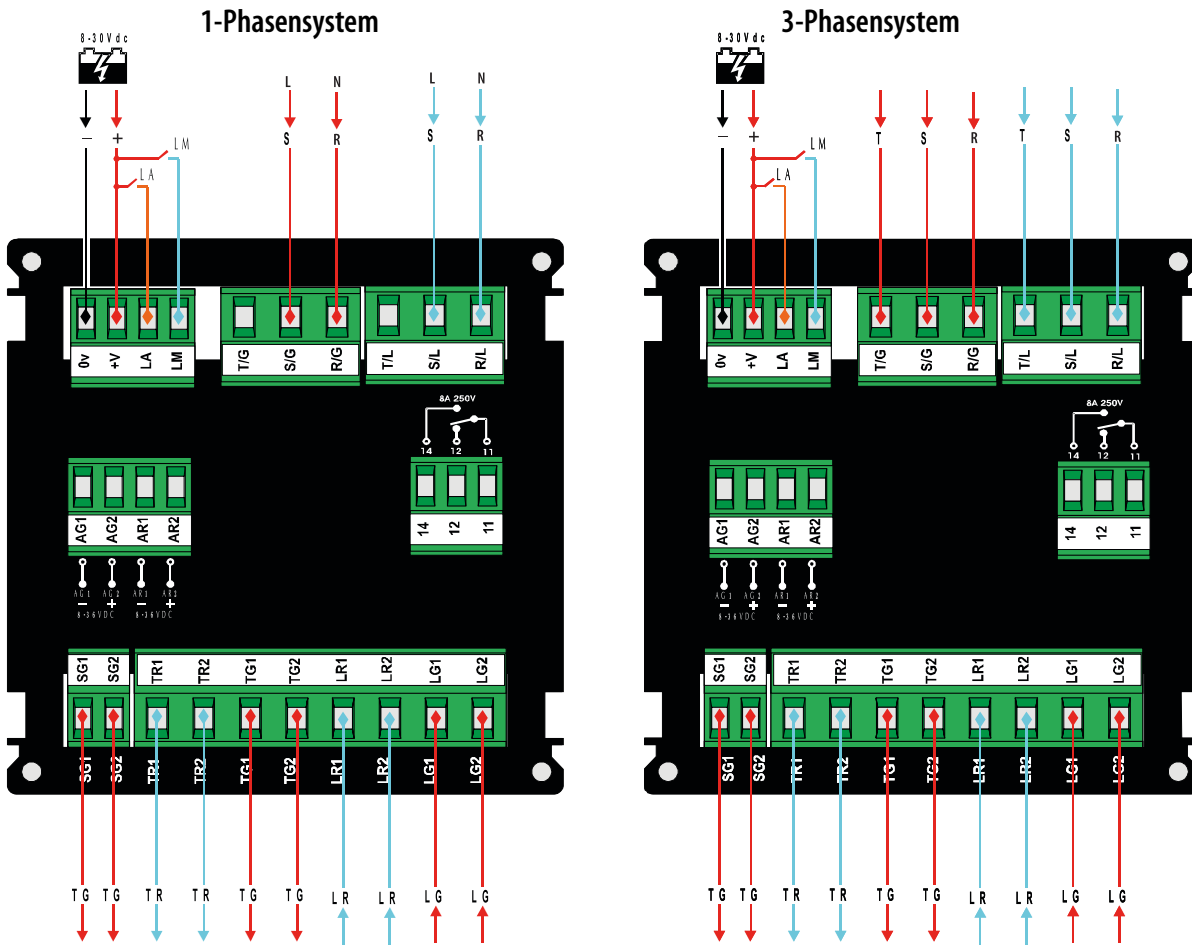 1-Phasensystem 3-Phasensystem
8-30Vdc 8-30Vdc
L N L N
− + S R S R − + T S R T S R
LM LM
LA LA
0v +V LA LM T/G S/G R/G T/L S/L R/L 0v +V LA LM T/G S/G R/G T/L S/L R/L
8A 250V 8A 250V
14 12 11 14 12 11
14 12 11 14 12 11
AG1 AG2 AR1 AR2 AG1 AG2 AR1 AR2
AG1 AG2 AR1 AR2 AG1 AG2 AR1 AR2
− + − + − + − +
8-36VDC 8-36VDC 8-36VDC 8-36VDC
SG1 SG2 TR1 TR2 TG1 TG2 LR1 LR2 LG1 LG2 SG1 SG2 TR1 TR2 TG1 TG2 LR1 LR2 LG1 LG2
SG1 SG2 TR1 TR2 TG1 TG2 LR1 LR2 LG1 LG2 SG1 SG2 TR1 TR2 TG1 TG2 LR1 LR2 LG1 LG2
TG TG TR TR TG TG LR LR LG LG TG TG TR TR TG TG LR LR LG LG